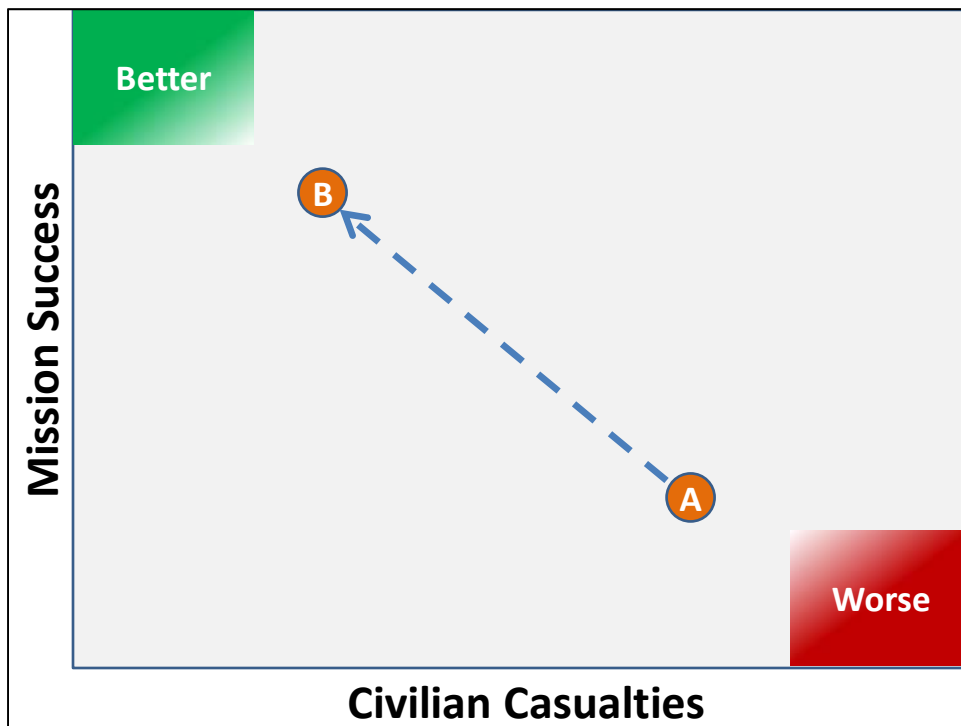 Better
B
Mission Success
A
Worse
Civilian Casualties